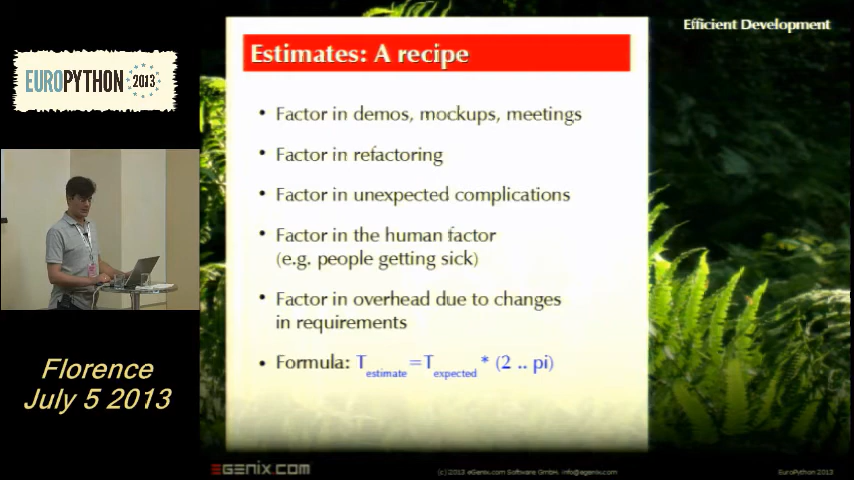 Efficient Development
EUROPYTHON 2013
Estimates: A recipe
• Factor in demos, mockups, meetings
• Factor in refactoring
• Factor in unexpected complications
• Factor in the human factor
(e.g. people getting sick)
• Factor in overhead due to changes
in requirements
• Formula: T estimate =T expected * (2 .. pi)
Florence
July 5 2013
EGENIX.COM
(c) 2013 eGenix.com Software GmbH, info@egenix.com
EuroPython 2013